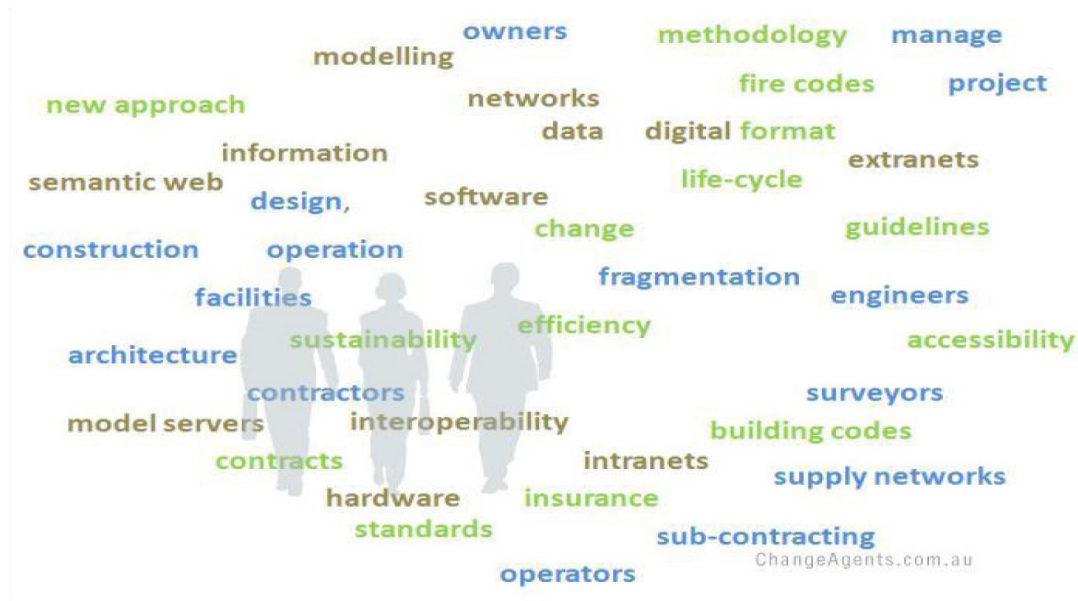 owners
methodology
manage
modelling
fire codes
project
new approach
networks
data
digital format
information
extranets
semantic web
life-cycle
design,
software
change
guidelines
construction
operation
fragmentation
facilities
engineers
efficiency
sustainability
accessibility
architecture
contractors
surveyors
model servers
interoperability
building codes
contracts
intranets
supply networks
hardware
insurance
standards
sub-contracting
ChangeAgents.com.au
operators